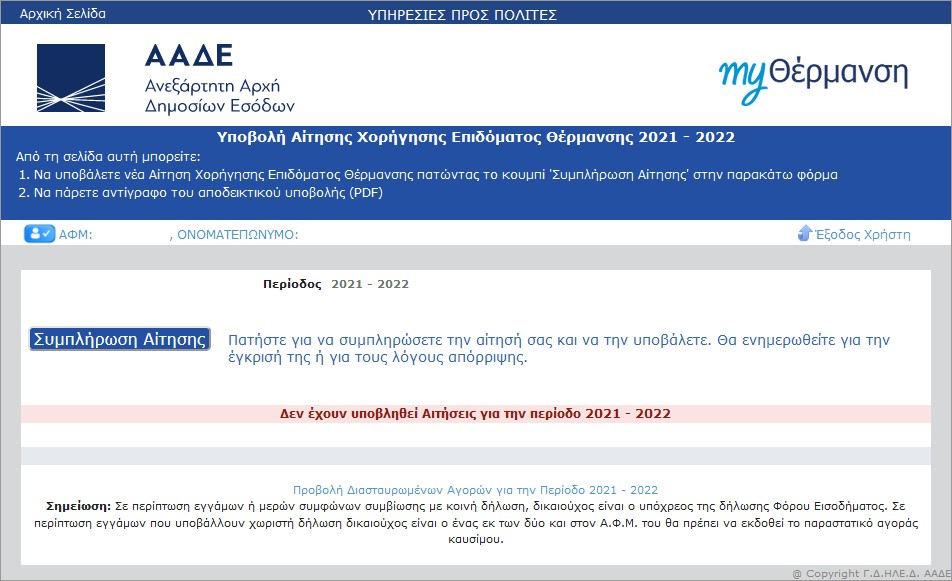 Αρχική Σελίδα
ΥΠΗΡΕΣΙΕΣ ΠΡΟΣ ΠΟΛΙΤΕΣ
ΑΑΔΕ
Ανεξάρτητη Αρχή
Δημοσίων Εσόδων
myΘέρμανση
Υποβολή Αίτησης Χορήγησης Επιδόματος Θέρμανσης 2021 - 2022
Από τη σελίδα αυτή μπορείτε:
1. Να υποβάλετε νέα Αίτηση Χορήγησης Επιδόματος Θέρμανσης πατώντας το κουμπί 'Συμπλήρωση Αίτησης' στην παρακάτω φόρμα
2. Να πάρετε αντίγραφο του αποδεικτικού υποβολής (PDF)
ΑΦΜ: , ΟΝΟΜΑΤΕΠΩΝΥΜΟ:
Έξοδος Χρήστη
Περίοδος 2021 - 2022
Συμπλήρωση Αίτησης
Πατήστε για να συμπληρώσετε την αίτησή σας και να την υποβάλετε. Θα ενημερωθείτε για την
έγκρισή της ή για τους λόγους απόρριψης.
Δεν έχουν υποβληθεί Αιτήσεις για την περίοδο 2021 - 2022
Προβολή Διασταυρωμένων Αγορών για την Περίοδο 2021 - 2022
Σημείωση: Σε περίπτωση εγγάμων ή μερών συμφώνων συμβίωσης με κοινή δήλωση, δικαιούχος είναι ο υπόχρεος της δήλωσης Φόρου Εισοδήματος. Σε
περίπτωση εγγάμων που υποβάλλουν χωριστή δήλωση δικαιούχος είναι ο ένας εκ των δύο και στον Α.Φ.Μ. του θα πρέπει να εκδοθεί το παραστατικό αγοράς
καυσίμου.
@ Copyright Γ.Δ.ΗΛΕ.Δ. ΑΑΔΕ